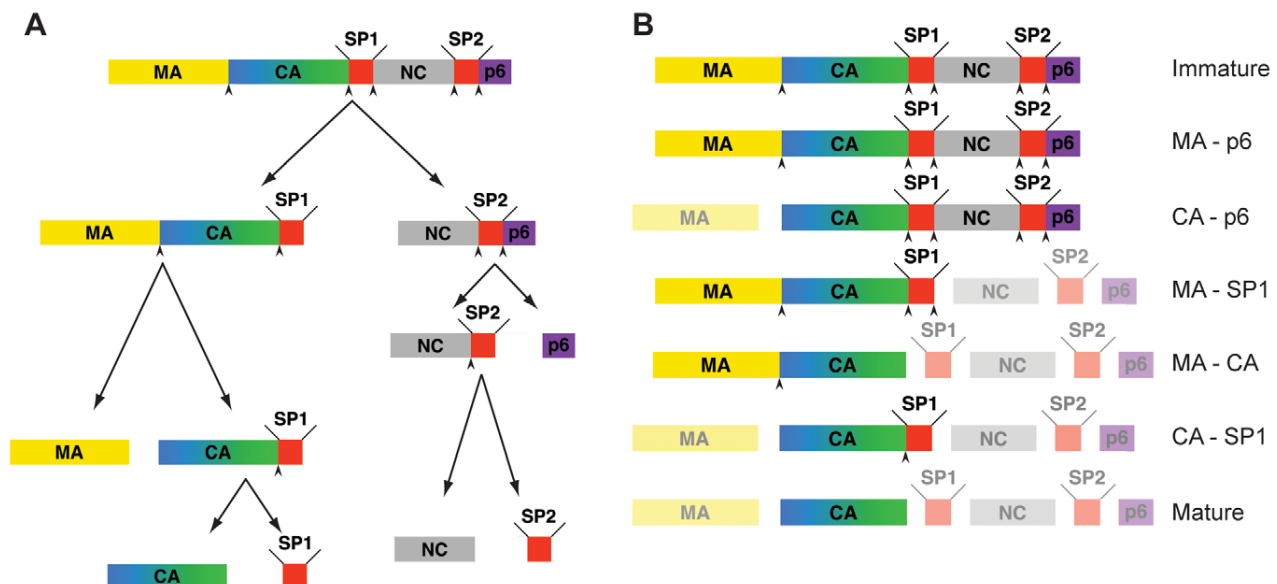 A
SP1 SP2
MA CA NC p6
SP1 SP2
MA CA NC p6
SP2
NC p6
SP1
MA CA
SP2
NC
SP1
CA
B
SP1 SP2
MA CA NC p6 Immature
SP1 SP2
MA CA NC p6 MA - p6
SP1 SP2
MA CA NC p6 CA - p6
SP1 SP2
MA CA NC p6 MA - SP1
SP1 SP2
MA CA NC p6 MA - CA
SP1 SP2
MA CA NC p6 CA - SP1
SP1 SP2
MA CA NC p6 Mature